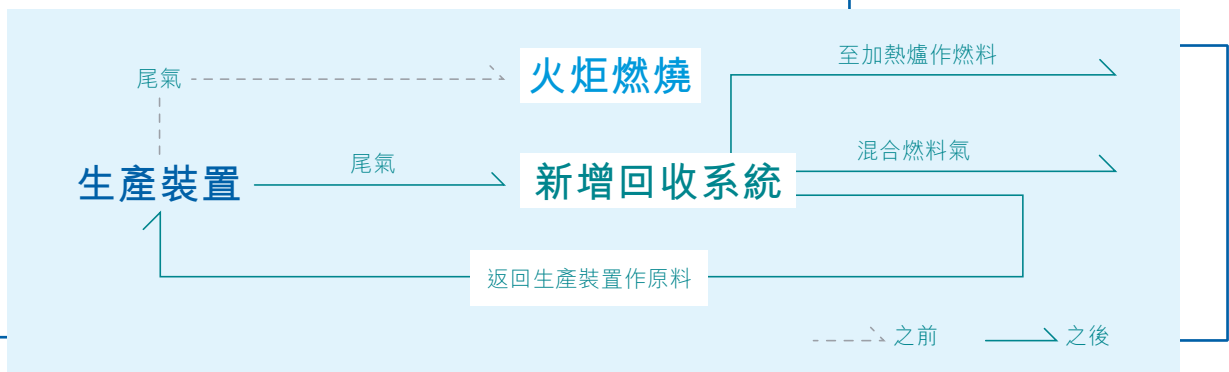 至加熱爐作燃料
尾氣
火炬燃燒
混合燃料氣
尾氣
生產裝置
新增回收系統
返回生產裝置作原料
之前
之後